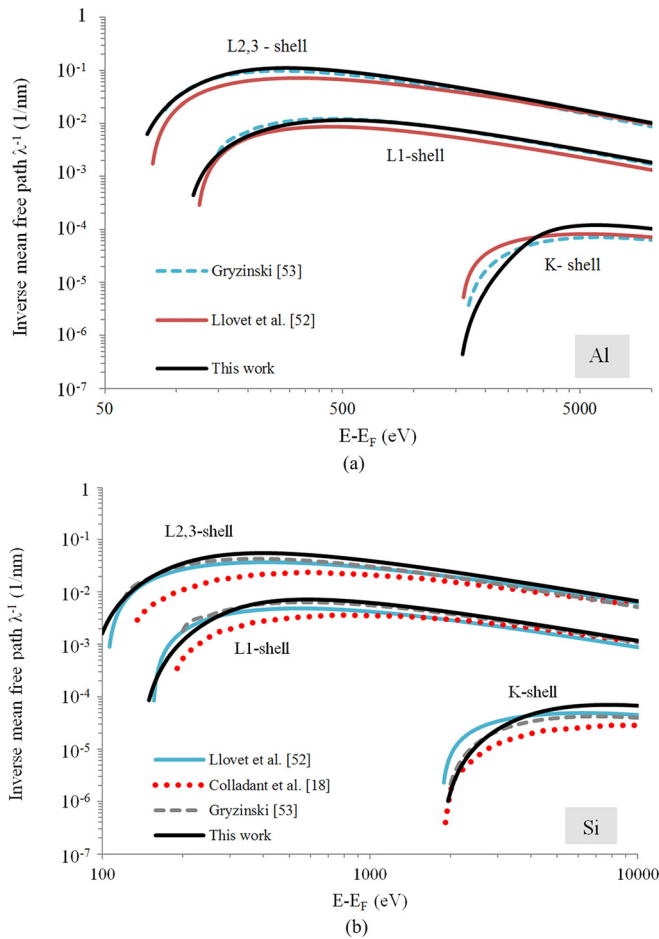 L2,3 - shell
L1-shell
K- shell
Inverse mean free path λ⁻¹ (1/nm)
1
10⁻¹
10⁻²
10⁻³
10⁻⁴
10⁻⁵
10⁻⁶
10⁻⁷
Gryzinski [53]
Llovet et al. [52]
This work
Al
50
500
5000
E-E_F (eV)
(a)
L2,3-shell
L1-shell
K-shell
Inverse mean free path λ⁻¹ (1/nm)
1
10⁻¹
10⁻²
10⁻³
10⁻⁴
10⁻⁵
10⁻⁶
10⁻⁷
Llovet et al. [52]
Colladant et al. [18]
Gryzinski [53]
This work
Si
100
1000
10000
E-E_F (eV)
(b)